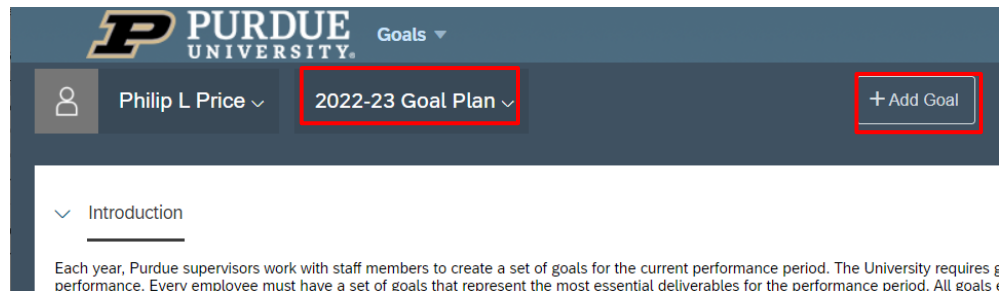 PURDUE
UNIVERSITY.
Goals
Philip L Price
2022-23 Goal Plan
+ Add Goal
Introduction
Each year, Purdue supervisors work with staff members to create a set of goals for the current performance period. The University requires
performance. Every employee must have a set of goals that represent the most essential deliverables for the performance period. All goals